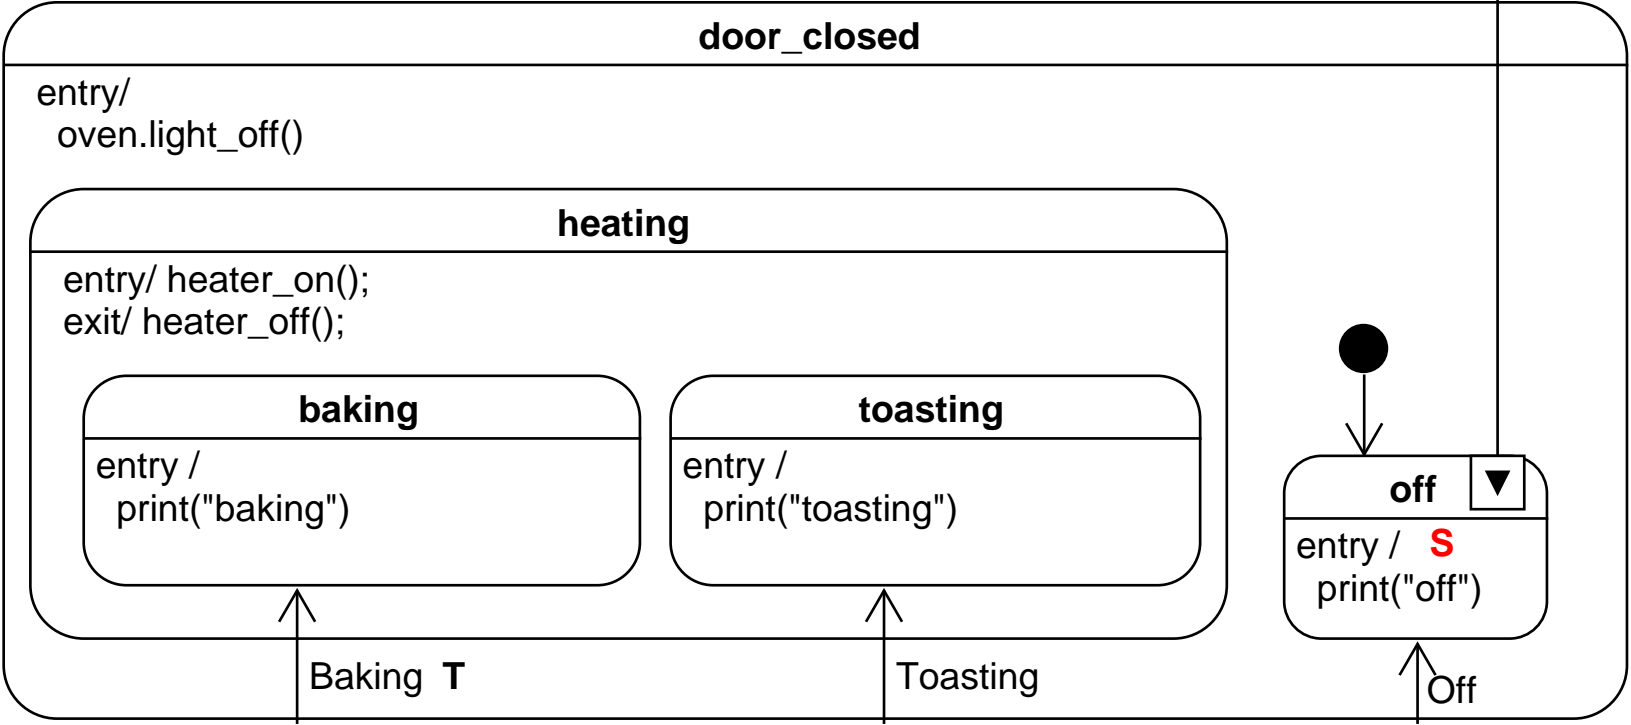 door_closed
entry/
oven.light_off()
heating
entry/ heater_on();
exit/ heater_off();
baking
entry /
print("baking")
toasting
entry /
print("toasting")
off
entry / S
print("off")
Baking T
Toasting
Off